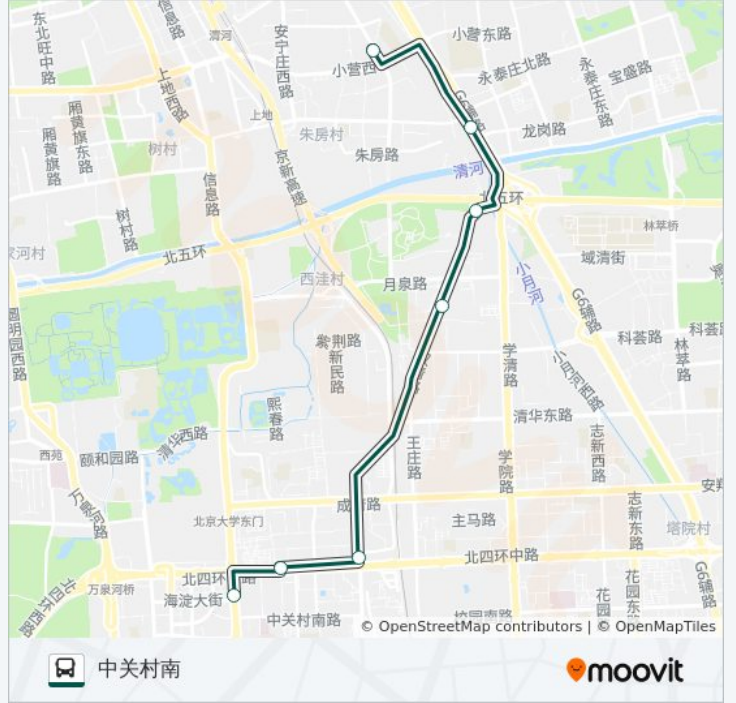 东北旺中路
信息路
清河
安宁庄西路
小营东路
小营西
永泰庄北路
永泰庄东路
宝盛路
上地西路
上地
厢黄旗路
厢黄旗东路
树村
朱房村
朱房路
龙岗路
清河
京新高速
信息路
树村路
北五环
北五环
林萃桥
西洼村
月泉路
小月河
域清街
G6辅路
圆明园西路
荆新民路
学清路
科荟路
林萃路
小月河西路
熙春路
清华西路
清华东路
王庄路
志新西路
西苑
颐和园路
学院路
万泉河路
北京大学东门
主马路
志新东路
塔院村
北四环中路
G6辅路
万泉河桥
海淀大街
北四环西路
花园东路
中关村南路
© OpenStreetMap contributors | © OpenMapTiles
中关村南
moovit